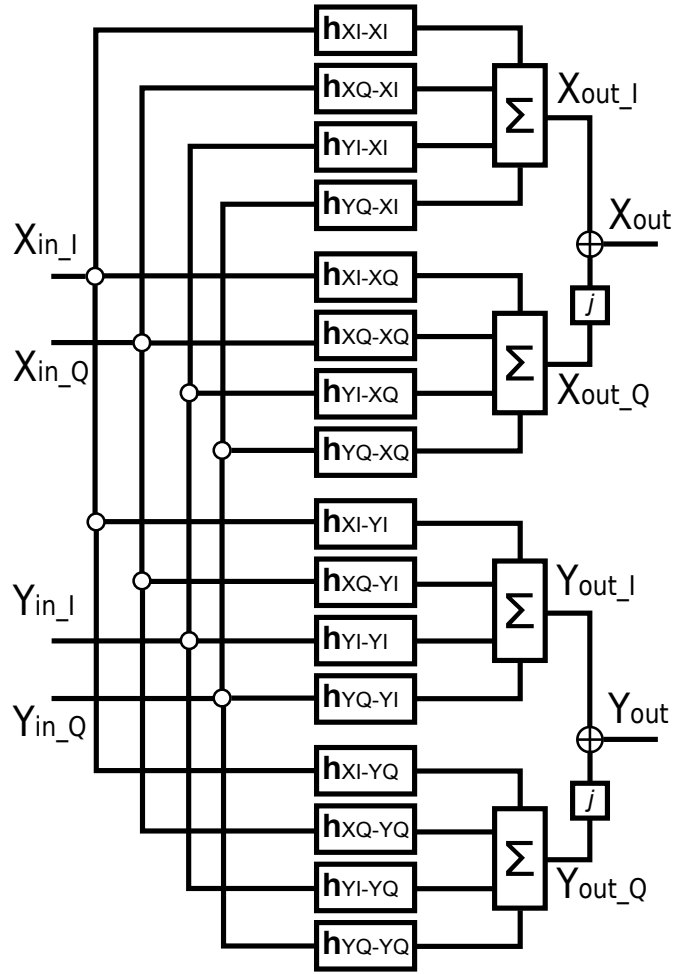 hXI-XI
hXQ-XI
Xout_I
Σ
hYI-XI
hYQ-XI
Xout
Xin_I
hXI-XQ
j
hXQ-XQ
Xin_Q
Σ
hYI-XQ
Xout_Q
hYQ-XQ
hXI-YI
hXQ-YI
Yout_I
Yin_I
Σ
hYI-YI
hYQ-YI
Yout
Yin_Q
hXI-YQ
j
hXQ-YQ
Σ
hYI-YQ
Yout_Q
hYQ-YQ